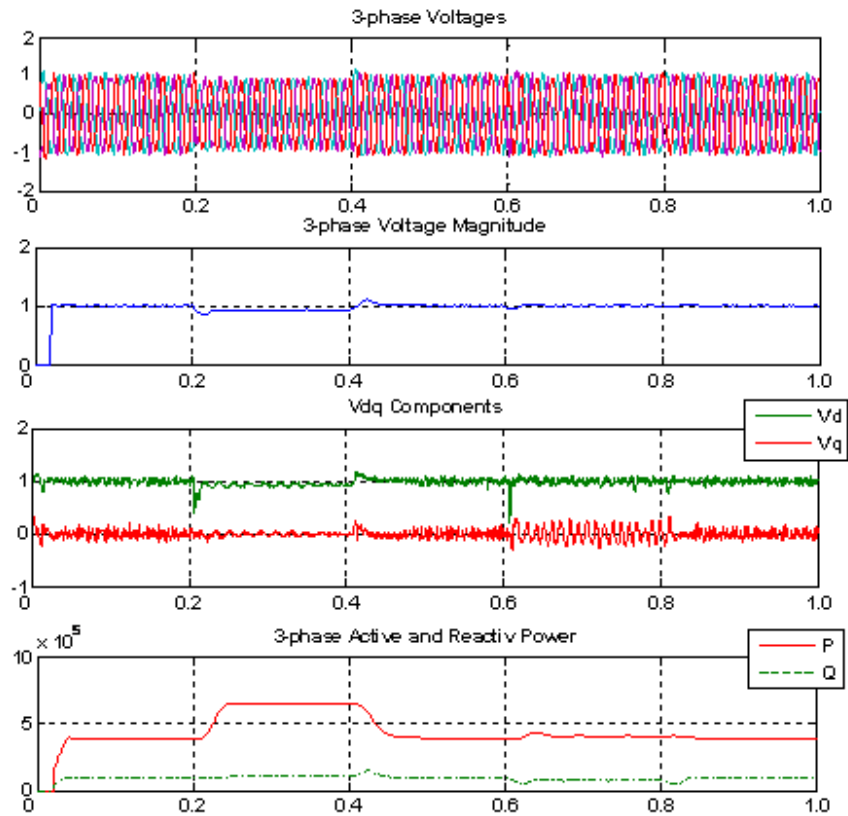 3-phase Voltages
2
1
0
-1
-2
0 0.2 0.4 0.6 0.8 1.0
3-phase Voltage Magnitude
2
1
0
0 0.2 0.4 0.6 0.8 1.0
Vdq Components
Vd
Vq
2
1
0
-1
0 0.2 0.4 0.6 0.8 1.0
× 10⁵
3-phase Active and Reactiv Power
P
Q
10
5
0
0 0.2 0.4 0.6 0.8 1.0